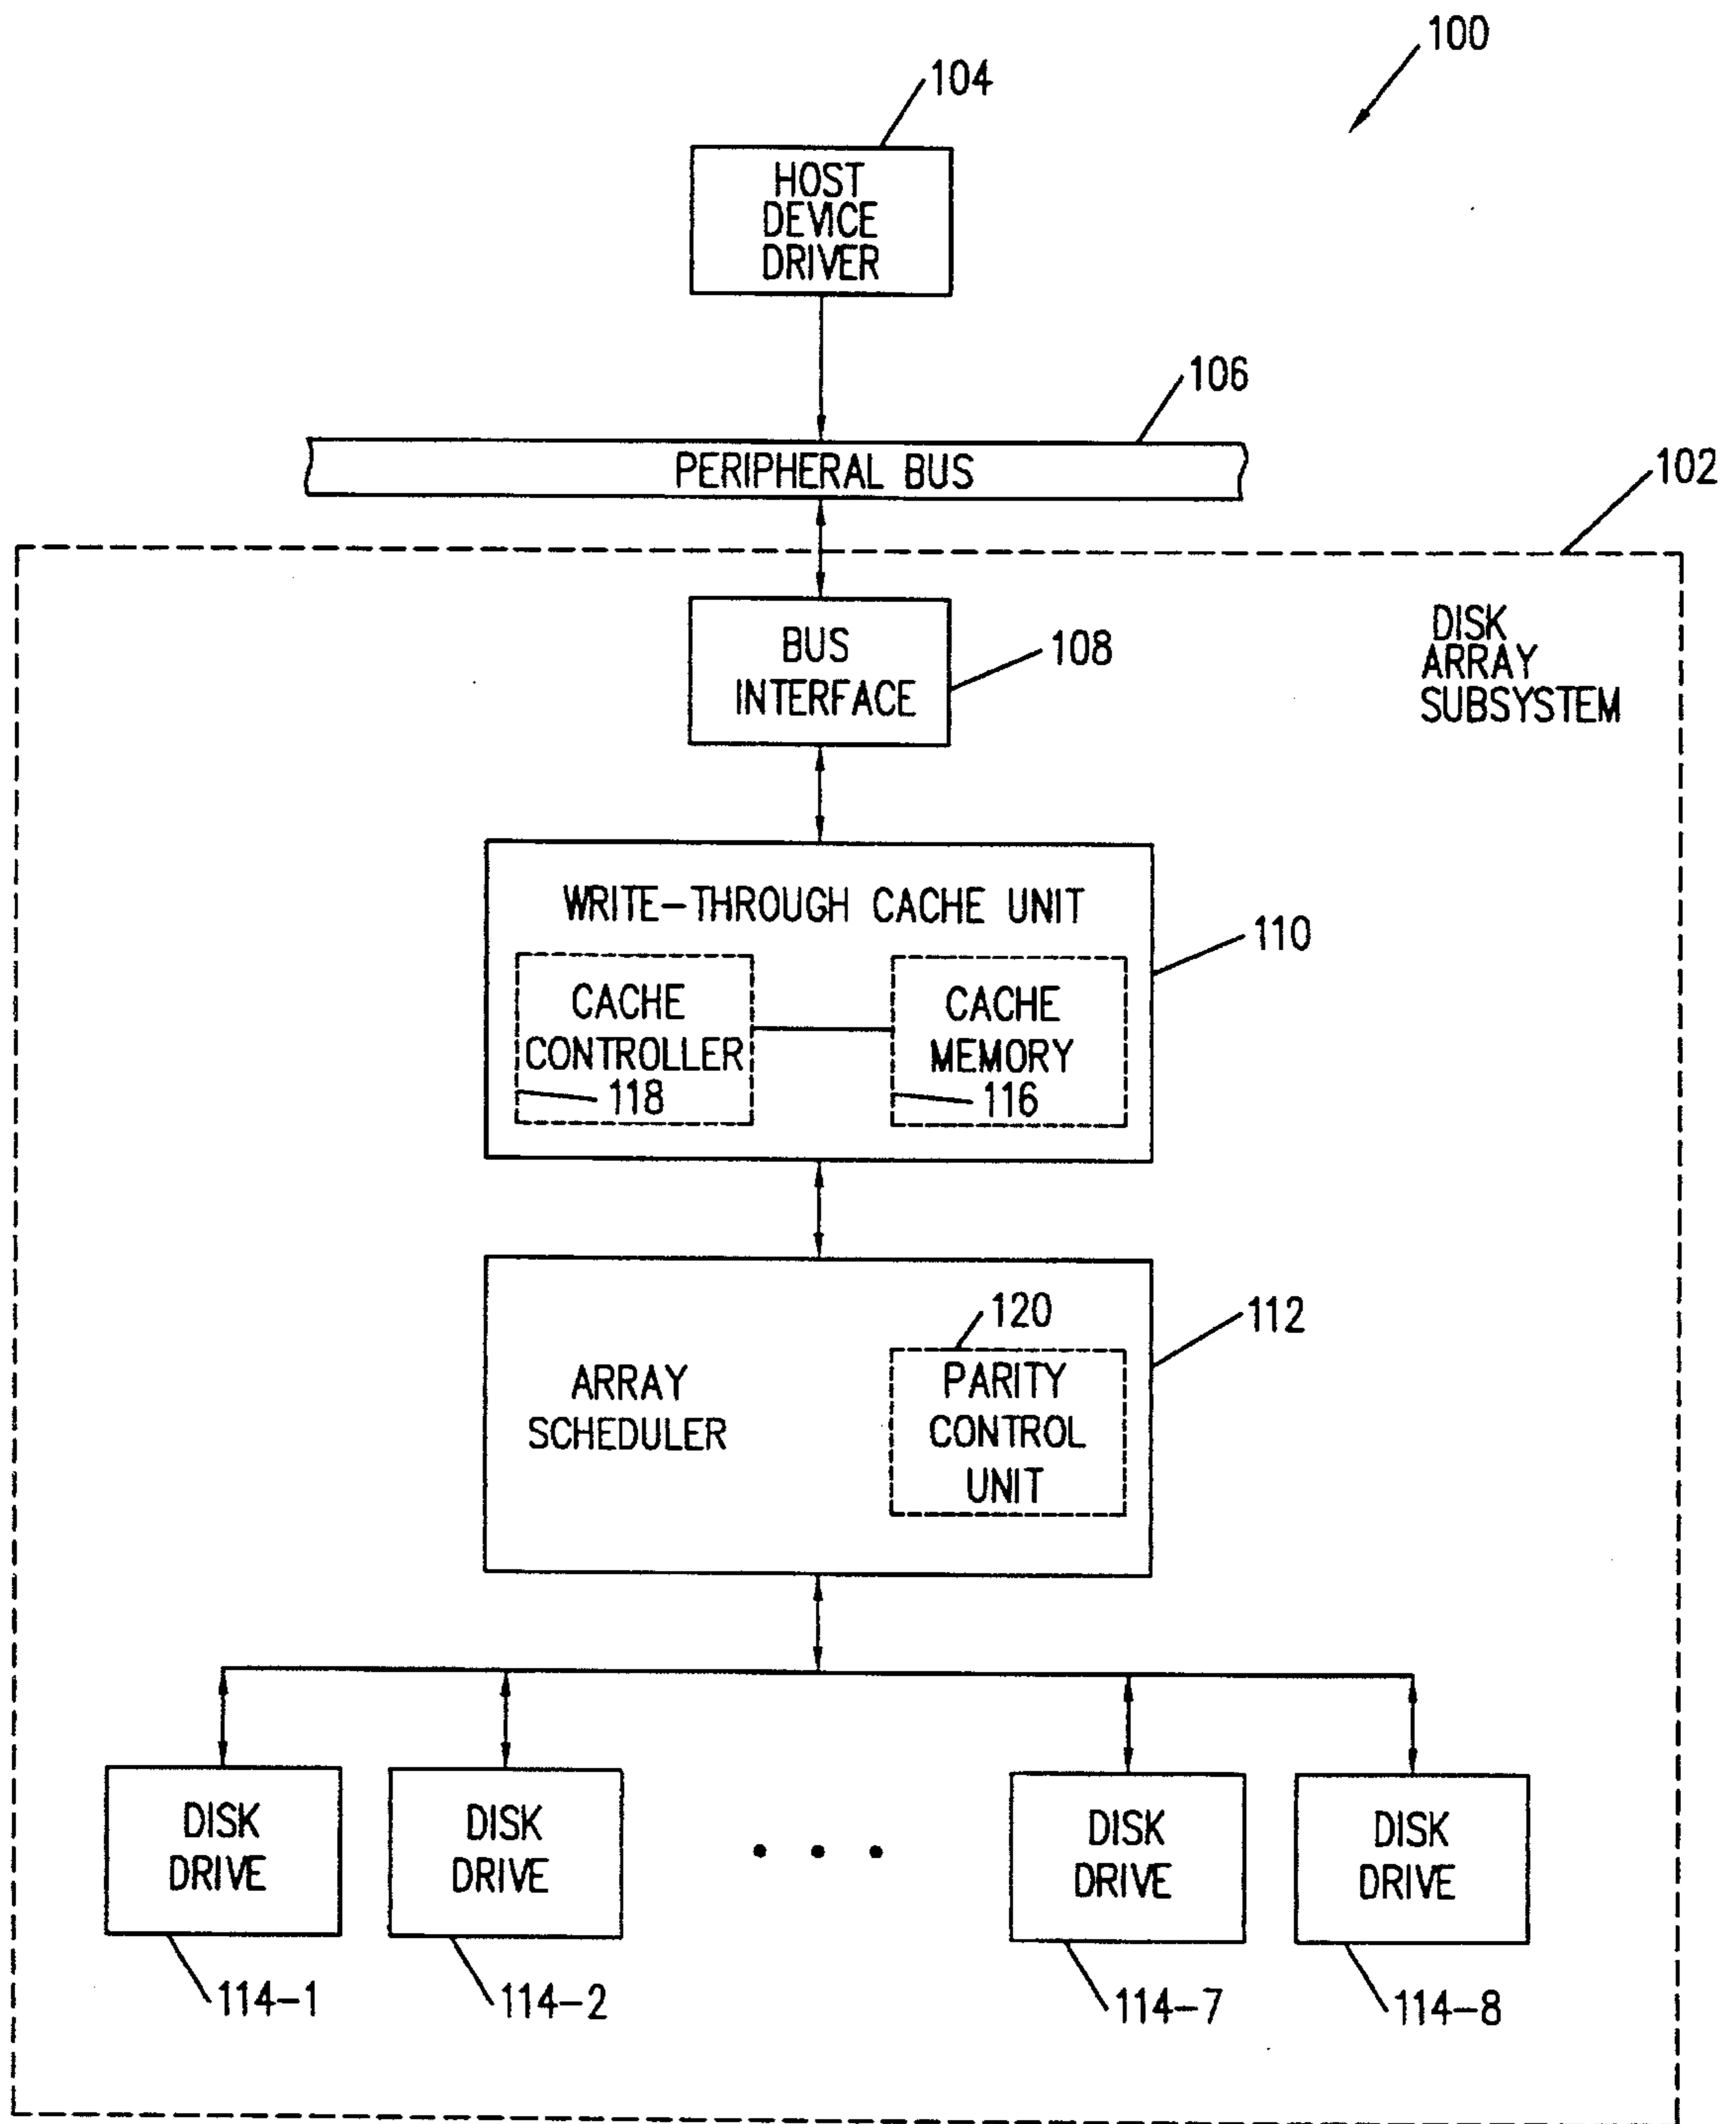 100
104
HOST
DEVICE
DRIVER
106
PERIPHERAL BUS
102
DISK
ARRAY
SUBSYSTEM
BUS
INTERFACE
108
WRITE-THROUGH CACHE UNIT
110
CACHE
CONTROLLER
118
CACHE
MEMORY
116
120
112
ARRAY
SCHEDULER
PARITY
CONTROL
UNIT
DISK
DRIVE
DISK
DRIVE
DISK
DRIVE
DISK
DRIVE
114-1
114-2
114-7
114-8